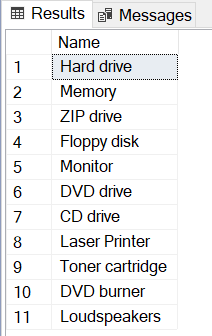 Results Messages
Name
1 Hard drive
2 Memory
3 ZIP drive
4 Floppy disk
5 Monitor
6 DVD drive
7 CD drive
8 Laser Printer
9 Toner cartridge
10 DVD burner
11 Loudspeakers